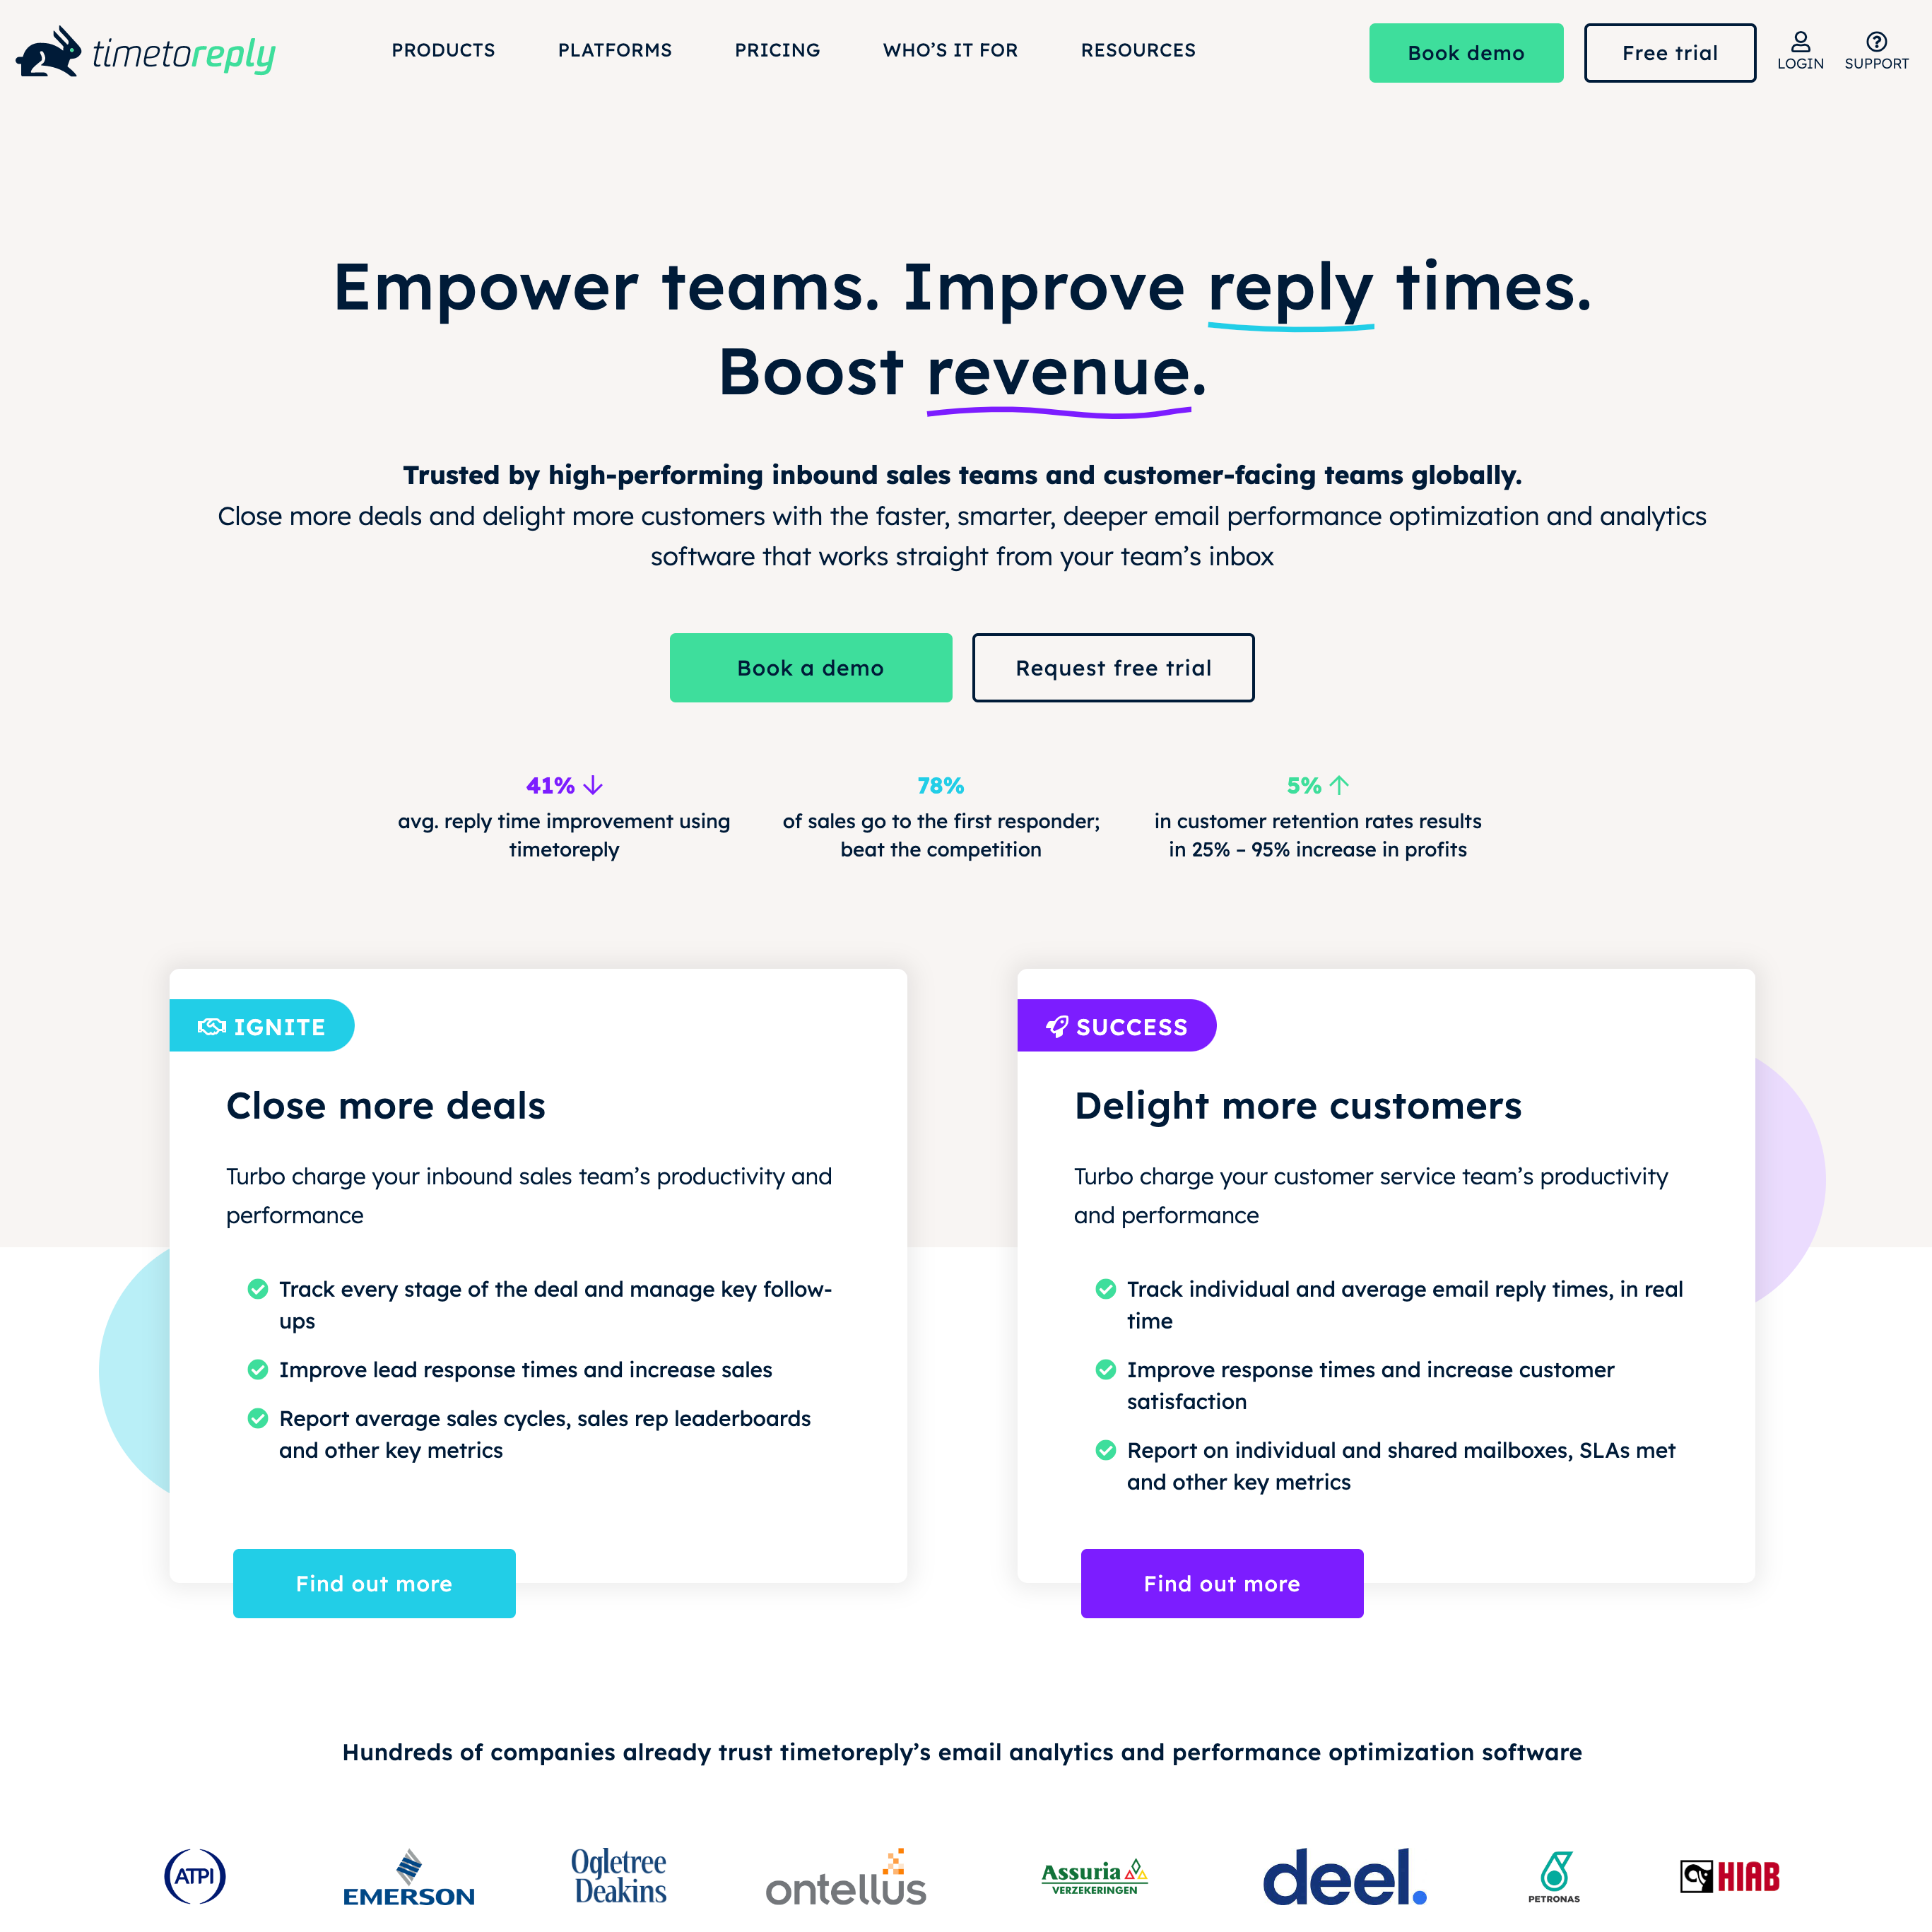 timetoreply
PRODUCTS
PLATFORMS
PRICING
WHO’S IT FOR
RESOURCES
Book demo
Free trial
LOGIN
SUPPORT
Empower teams. Improve reply times.
Boost revenue.
Trusted by high-performing inbound sales teams and customer-facing teams globally.
Close more deals and delight more customers with the faster, smarter, deeper email performance optimization and analytics
software that works straight from your team’s inbox
Book a demo
Request free trial
41%
avg. reply time improvement using
timetoreply
78%
of sales go to the first responder;
beat the competition
5%
in customer retention rates results
in 25% – 95% increase in profits
IGNITE
Close more deals
Turbo charge your inbound sales team’s productivity and
performance
Track every stage of the deal and manage key follow-
ups
Improve lead response times and increase sales
Report average sales cycles, sales rep leaderboards
and other key metrics
Find out more
SUCCESS
Delight more customers
Turbo charge your customer service team’s productivity
and performance
Track individual and average email reply times, in real
time
Improve response times and increase customer
satisfaction
Report on individual and shared mailboxes, SLAs met
and other key metrics
Find out more
Hundreds of companies already trust timetoreply’s email analytics and performance optimization software
ATPI
EMERSON
Ogletree
Deakins
ontellus
Assuria
VERZEKERINGEN
deel.
PETRONAS
HIAB